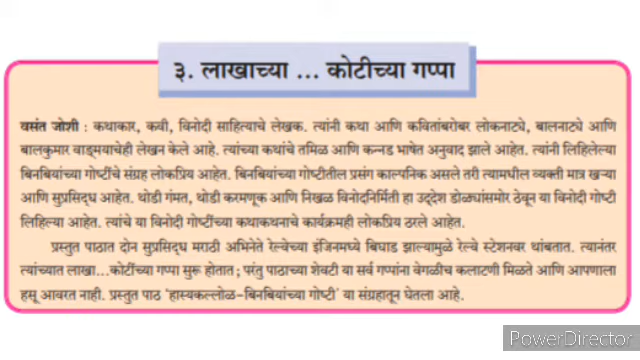 ३. लाखाच्या ... कोटीच्या गप्पा
वसंत जोशी : कथाकार, कवी, विनोदी साहित्याचे लेखक. त्यांनी कथा आणि कवितांबरोबर लोकनाट्ये, बालनाट्ये आणि
बालकुमार वाङ्मयाचेही लेखन केले आहे. त्यांच्या कथांचे तमिळ आणि कन्नड भाषेत अनुवाद झाले आहेत. त्यांनी लिहिलेल्या
बिनबियांच्या गोष्टींचे संग्रह लोकप्रिय आहेत. बिनबियांच्या गोष्टीतील प्रसंग काल्पनिक असले तरी त्यामधील व्यक्ती मात्र खऱ्या
आणि सुप्रसिद्ध आहेत. थोडी गंमत, थोडी करमणूक आणि निखळ विनोदनिर्मिती हा उद्देश डोळ्यांसमोर ठेवून या विनोदी गोष्टी
लिहिल्या आहेत. त्यांचे या विनोदी गोष्टींच्या कथाकथनाचे कार्यक्रमही लोकप्रिय ठरले आहेत.
प्रस्तुत पाठात दोन सुप्रसिद्ध मराठी अभिनेते रेल्वेच्या इंजिनमध्ये बिघाड झाल्यामुळे रेल्वे स्टेशनवर थांबतात. त्यानंतर
त्यांच्यात लाखा...कोटींच्या गप्पा सुरू होतात; परंतु पाठाच्या शेवटी या सर्व गप्पांना वेगळीच कलाटणी मिळते आणि आपणाला
हसू आवरत नाही. प्रस्तुत पाठ 'हास्यकल्लोळ-बिनबियांच्या गोष्टी' या संग्रहातून घेतला आहे.
PowerDirector